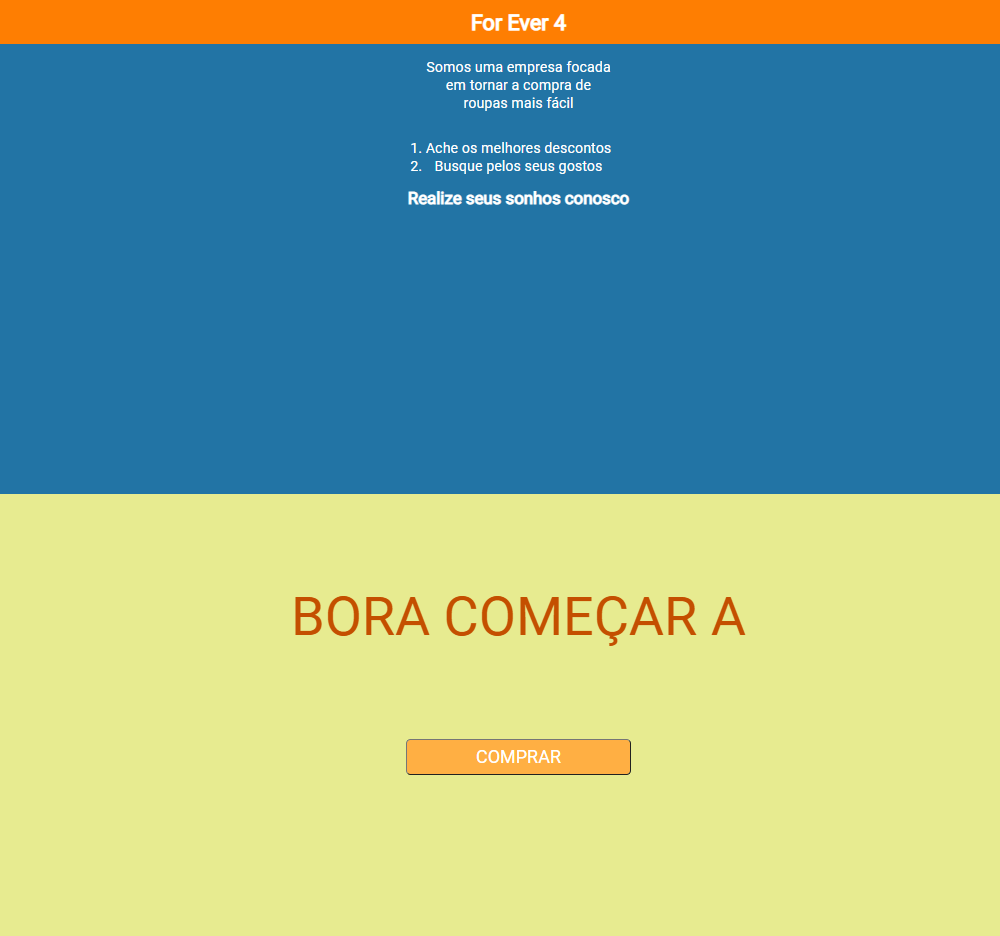 For Ever 4
Somos uma empresa focada
em tornar a compra de
roupas mais fácil
1. Ache os melhores descontos
2. Busque pelos seus gostos
Realize seus sonhos conosco
BORA COMEÇAR A
COMPRAR